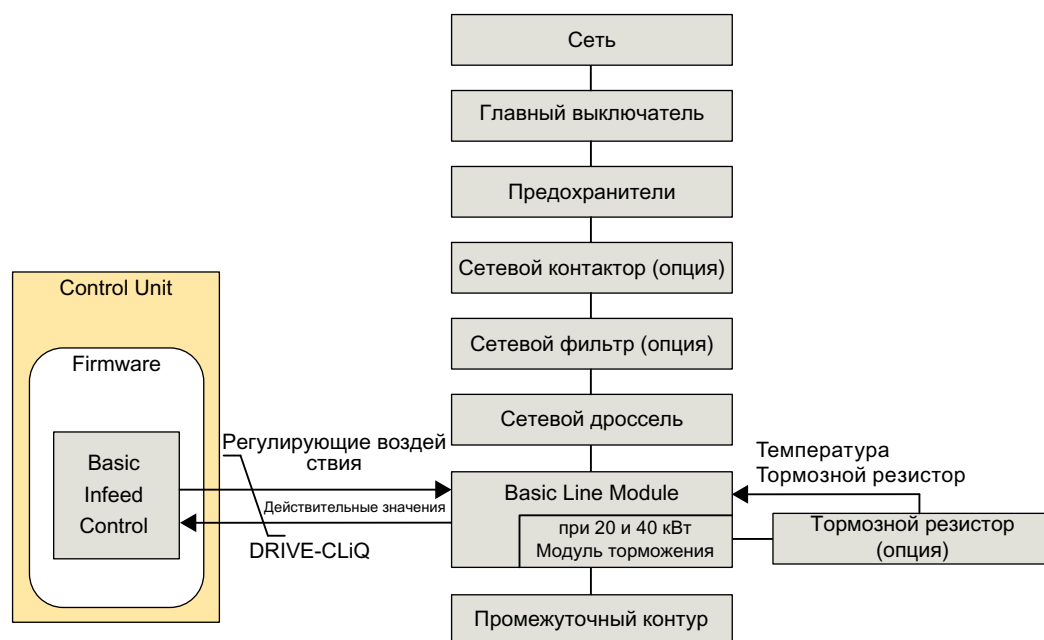 Сеть
Главный выключатель
Предохранители
Сетевой контактор (опция)
Сетевой фильтр (опция)
Сетевой дроссель
Control Unit
Firmware
Basic
Infeed
Control
Регулирующие воздей
ствия
Действительные значения
DRIVE-CLiQ
Basic Line Module
при 20 и 40 кВт
Модуль торможения
Температура
Тормозной резистор
Тормозной резистор
(опция)
Промежуточный контур